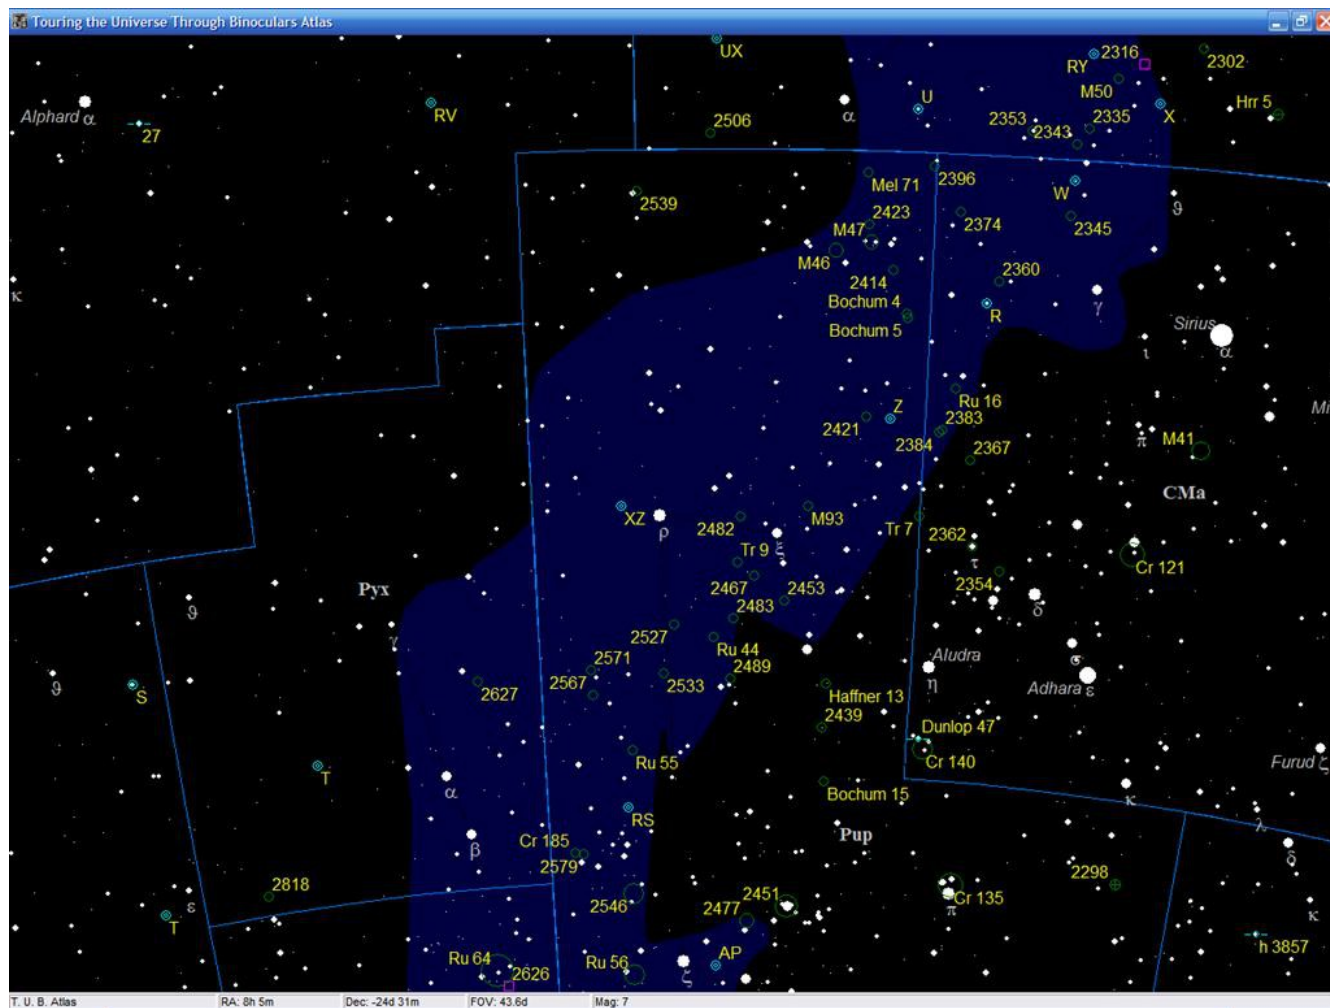 Touring the Universe Through Binoculars Atlas
UX
RY
2316
2302
M50
Hrr 5
X
U
α
RV
Alphard α
27
2506
2353
2343
2335
2396
W
Mel 71
2539
2423
2374
2345
ϑ
M47
M46
2414
2360
κ
Bochum 4
Bochum 5
R
γ
Sirius
α
ι
Ru 16
Z
2421
2383
2384
Mi
π
M41
2367
CMa
XZ
ρ
2482
M93
ξ
Tr 7
2362
τ
Cr 121
Tr 9
2467
2354
Pyx
ϑ
2453
2483
δ
γ
2527
Ru 44
σ
Aludra
η
Adhara ε
2571
2489
ϑ
S
2627
2567
2533
Haffner 13
2439
Dunlop 47
Cr 140
Furud ζ
Ru 55
T
α
Bochum 15
κ
RS
Pup
λ
β
Cr 185
2579
δ
2818
ε
2546
2477
2451
Cr 135
π
2298
κ
T
h 3857
Ru 64
2626
Ru 56
ζ
AP
T. U. B. Atlas
RA: 8h 5m
Dec: -24d 31m
FOV: 43.6d
Mag: 7